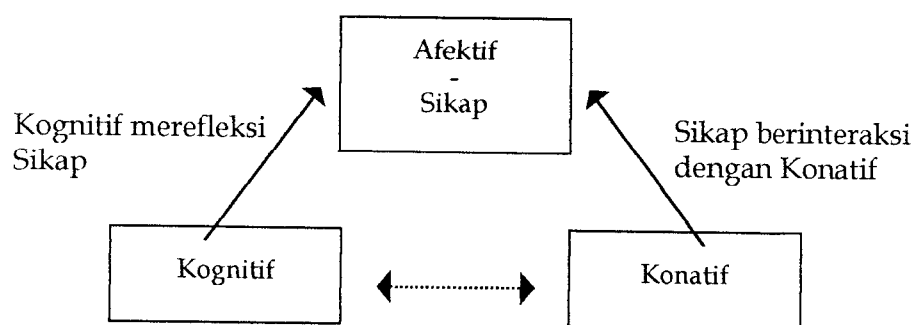 Afektif
-
Sikap
Kognitif merefleksi
Sikap
Sikap berinteraksi
dengan Konatif
Kognitif
Konatif